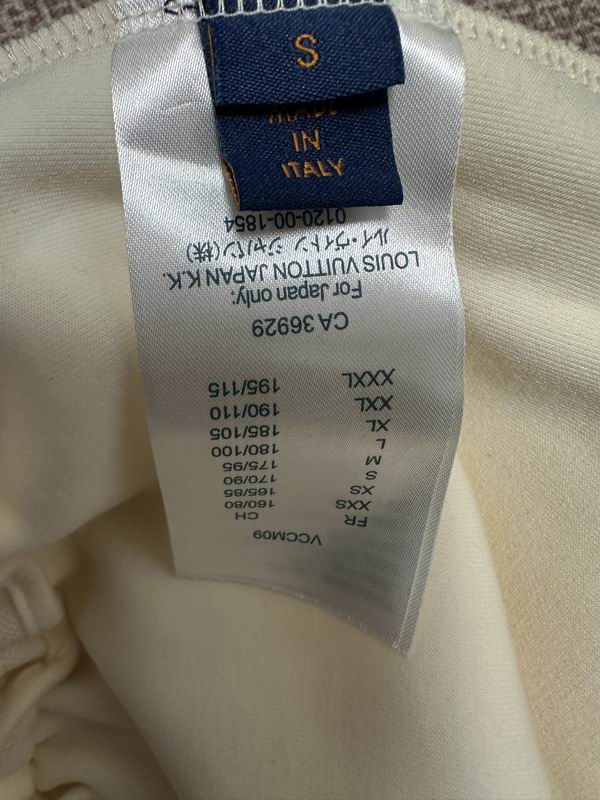 S
MADE
IN
ITALY
VCCM09
FR CH
XXS 160/80
XS 165/85
S 170/90
M 175/95
L 180/100
XL 185/105
XXL 190/110
XXXL 195/115
CA 36929
For Japan only:
LOUIS VUITTON JAPAN K.K.
ルイ・ヴィトン ジャパン(株)
0120-00-1854